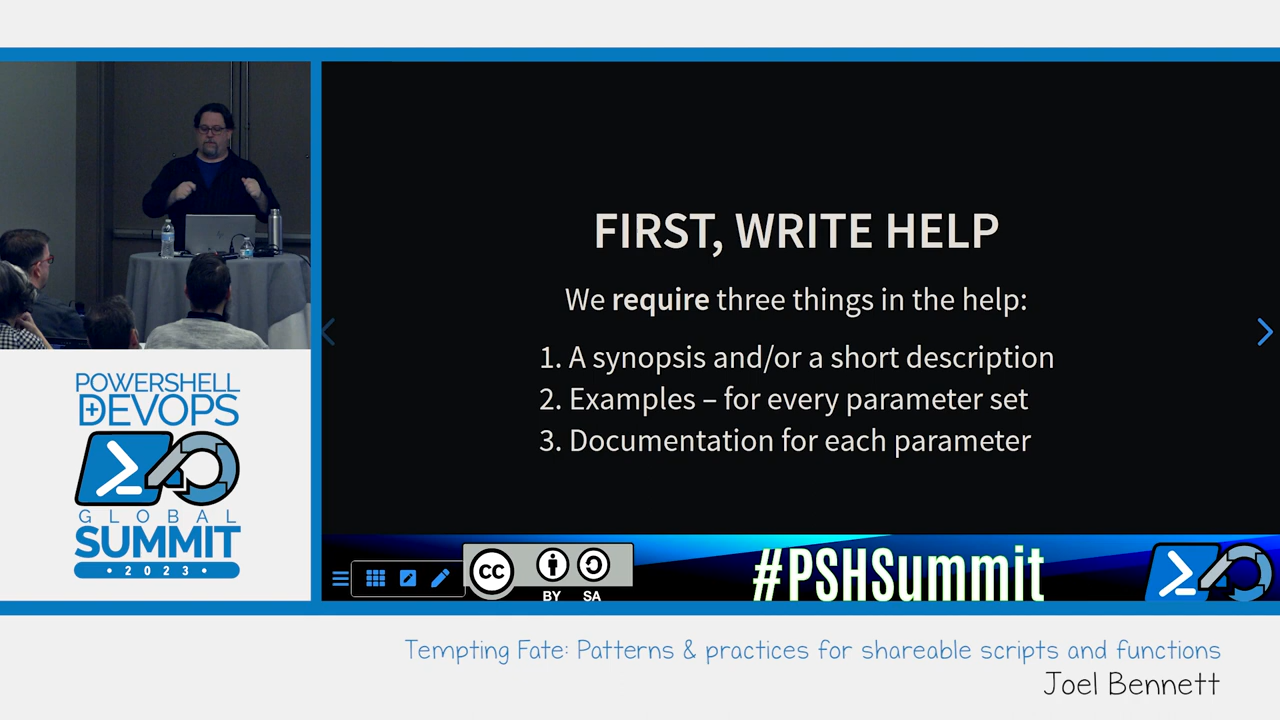 FIRST, WRITE HELP
We require three things in the help:
1. A synopsis and/or a short description
2. Examples – for every parameter set
3. Documentation for each parameter
POWERSHELL
+DEVOPS
GLOBAL
SUMMIT
• 2023 •
CC
BY SA
#PSHSummit
Tempting Fate: Patterns & practices for shareable scripts and functions
Joel Bennett